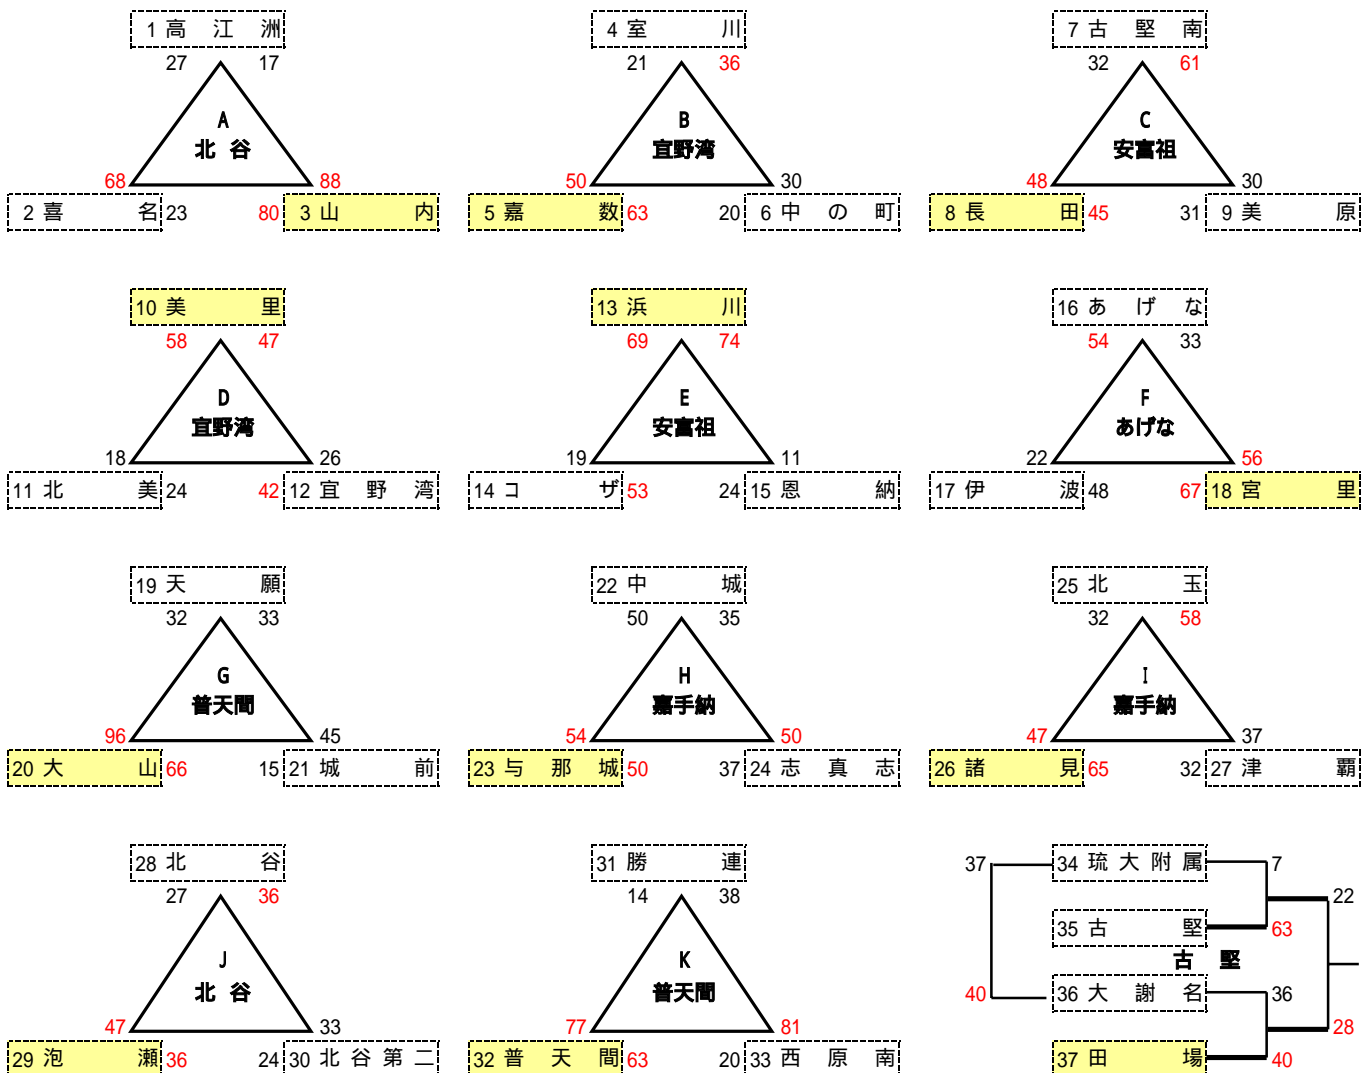 1 高江洲 4 室川 7 古堅南
27 17 21 36 32 61
A B C
北谷 宜野湾 安富祖
68 88 50 30 48 30
2 喜名 23 80 3 山内 5 嘉数 63 20 6 中の町 8 長田 45 31 9 美原
10 美里 13 浜川 16 あげな
58 47 69 74 54 33
D E F
宜野湾 安富祖 あげな
18 26 19 11 22 56
11 北美 24 42 12 宜野湾 14 コザ 53 24 15 恩納 17 伊波 48 67 18 宮里
19 天願 22 中城 25 北玉
32 33 50 35 32 58
G H I
普天間 嘉手納 嘉手納
96 45 54 50 47 37
20 大山 66 15 21 城前 23 与那城 50 37 24 志真志 26 諸見 65 32 27 津覇
28 北谷 31 勝連 37 34 琉大附属 7
27 36 14 38 22
35 古堅 63
J K 古堅
北谷 普天間 40 36 大謝名 36
47 33 77 81 28
29 泡瀬 36 24 30 北谷第二 32 普天間 63 20 33 西原南 37 田場 40